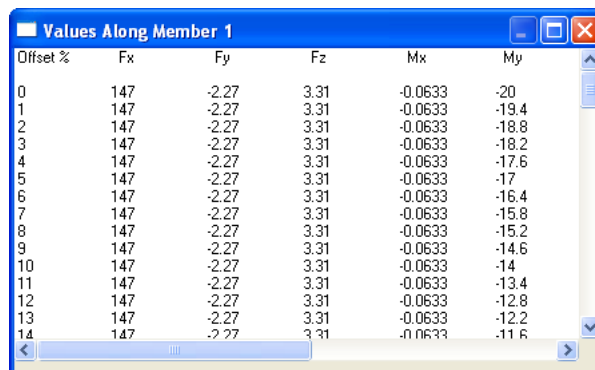 Values Along Member 1
Offset % Fx Fy Fz Mx My
0 147 -2.27 3.31 -0.0633 -20
1 147 -2.27 3.31 -0.0633 -19.4
2 147 -2.27 3.31 -0.0633 -18.8
3 147 -2.27 3.31 -0.0633 -18.2
4 147 -2.27 3.31 -0.0633 -17.6
5 147 -2.27 3.31 -0.0633 -17
6 147 -2.27 3.31 -0.0633 -16.4
7 147 -2.27 3.31 -0.0633 -15.8
8 147 -2.27 3.31 -0.0633 -15.2
9 147 -2.27 3.31 -0.0633 -14.6
10 147 -2.27 3.31 -0.0633 -14
11 147 -2.27 3.31 -0.0633 -13.4
12 147 -2.27 3.31 -0.0633 -12.8
13 147 -2.27 3.31 -0.0633 -12.2
14 147 -2.27 3.31 -0.0633 -11.6